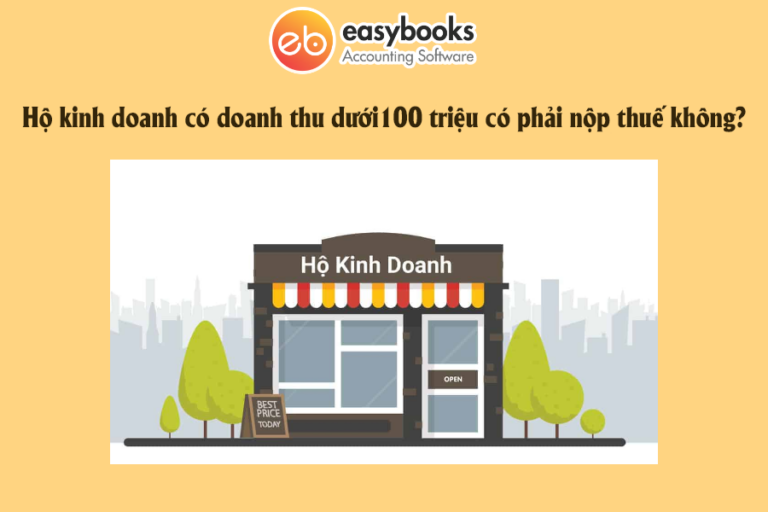 eb
easybooks
Accounting Software
Hộ kinh doanh có doanh thu dưới100 triệu có phải nộp thuế không?
Hộ Kinh Doanh
OPEN
BEST
PRICE
TODAY